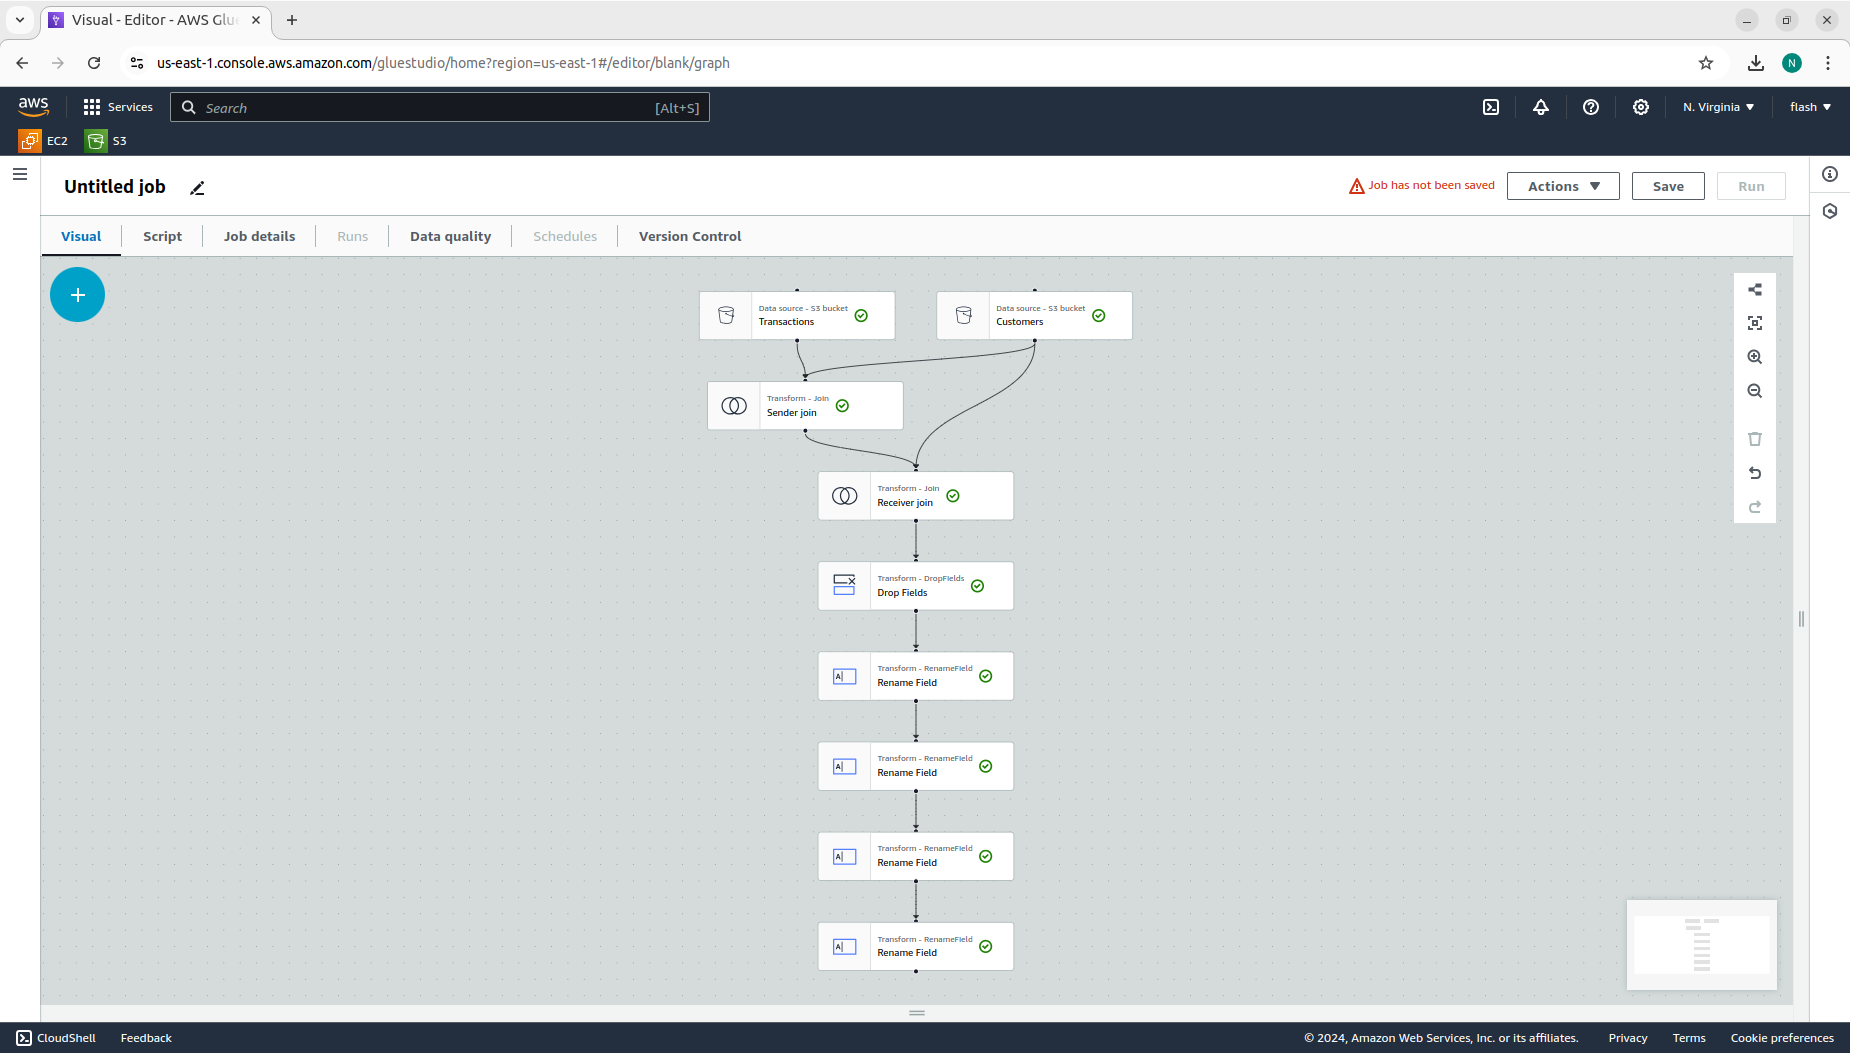 Visual - Editor - AWS Glue
us-east-1.console.aws.amazon.com/gluestudio/home?region=us-east-1#/editor/blank/graph
N
aws
Services
Search
[Alt+S]
N. Virginia
flash
EC2
S3
Untitled job
Job has not been saved
Actions
Save
Run
Visual
Script
Job details
Runs
Data quality
Schedules
Version Control
Data source - S3 bucket
Transactions
Data source - S3 bucket
Customers
Transform - Join
Sender join
Transform - Join
Receiver join
Transform - DropFields
Drop Fields
Transform - RenameField
Rename Field
Transform - RenameField
Rename Field
Transform - RenameField
Rename Field
Transform - RenameField
Rename Field
CloudShell
Feedback
© 2024, Amazon Web Services, Inc. or its affiliates.
Privacy
Terms
Cookie preferences